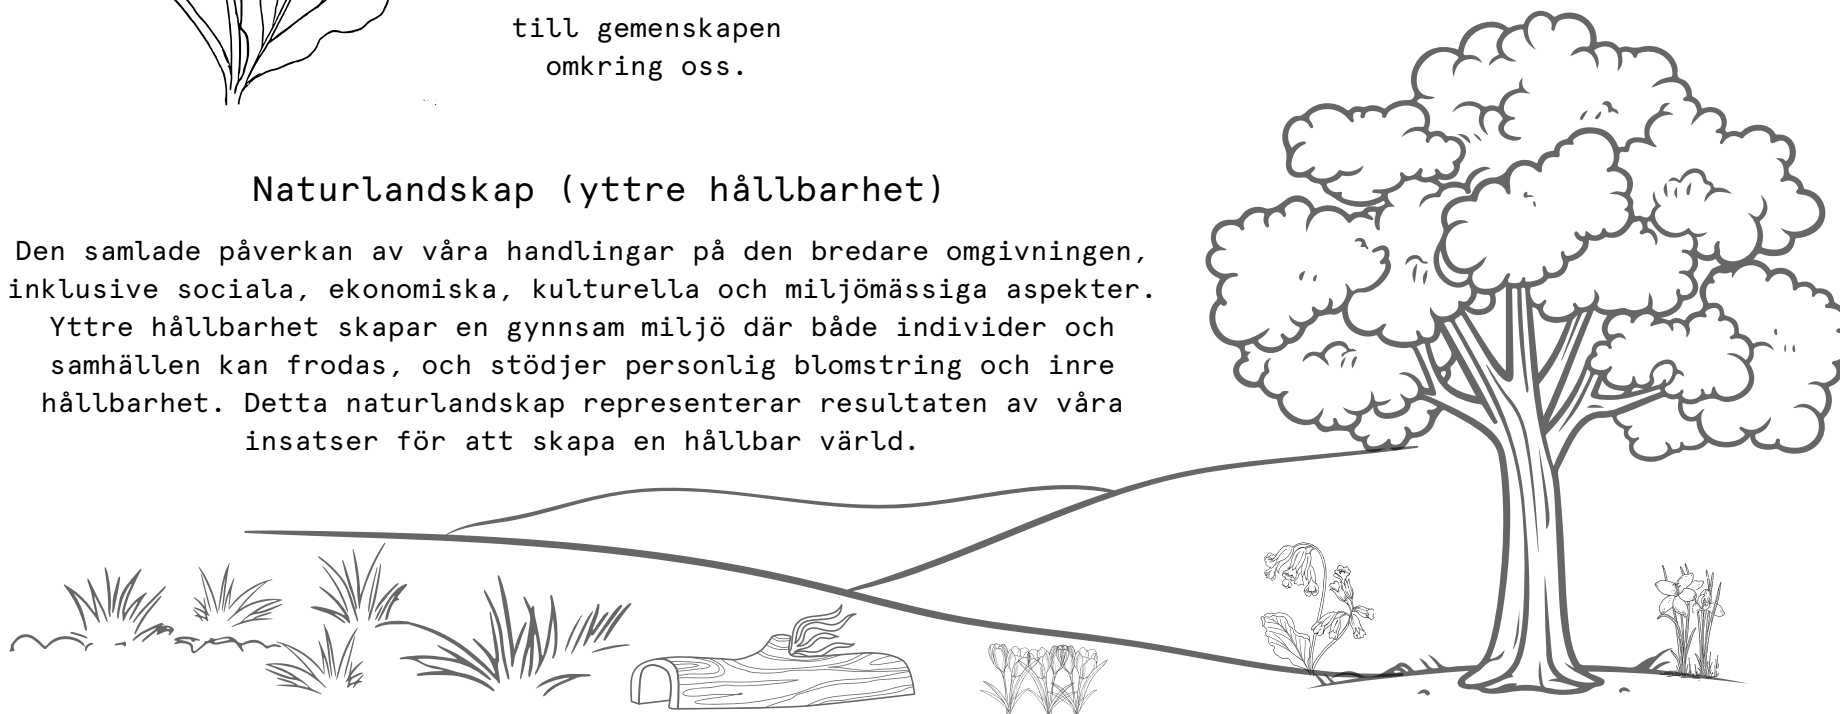 till gemenskapen
omkring oss.
Naturlandskap (yttre hållbarhet)
Den samlade påverkan av våra handlingar på den bredare omgivningen,
inklusive sociala, ekonomiska, kulturella och miljömässiga aspekter.
Yttre hållbarhet skapar en gynnsam miljö där både individer och
samhällen kan frodas, och stödjer personlig blomstring och inre
hållbarhet. Detta naturlandskap representerar resultaten av våra
insatser för att skapa en hållbar värld.